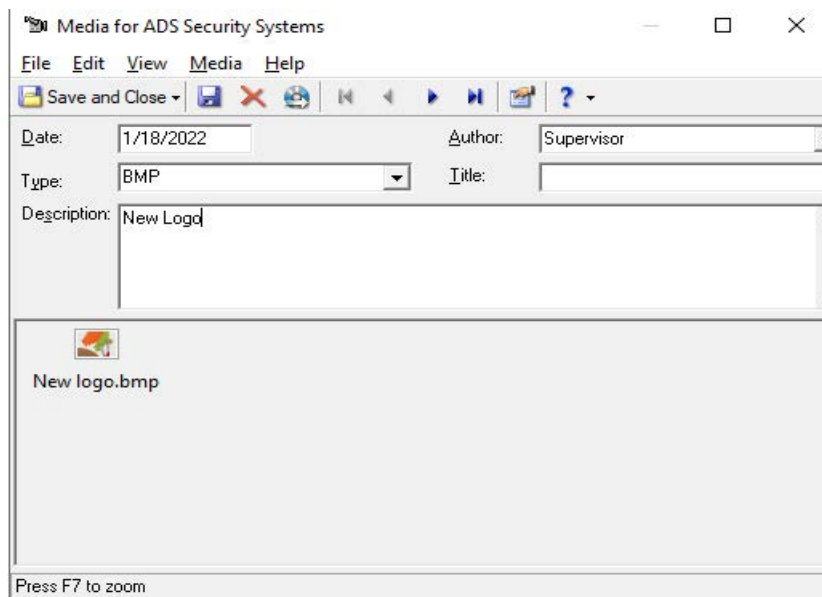 Media for ADS Security Systems
File Edit View Media Help
Save and Close ?
Date: 1/18/2022 Author: Supervisor
Type: BMP Title:
Description: New Logo
New logo.bmp
Press F7 to zoom